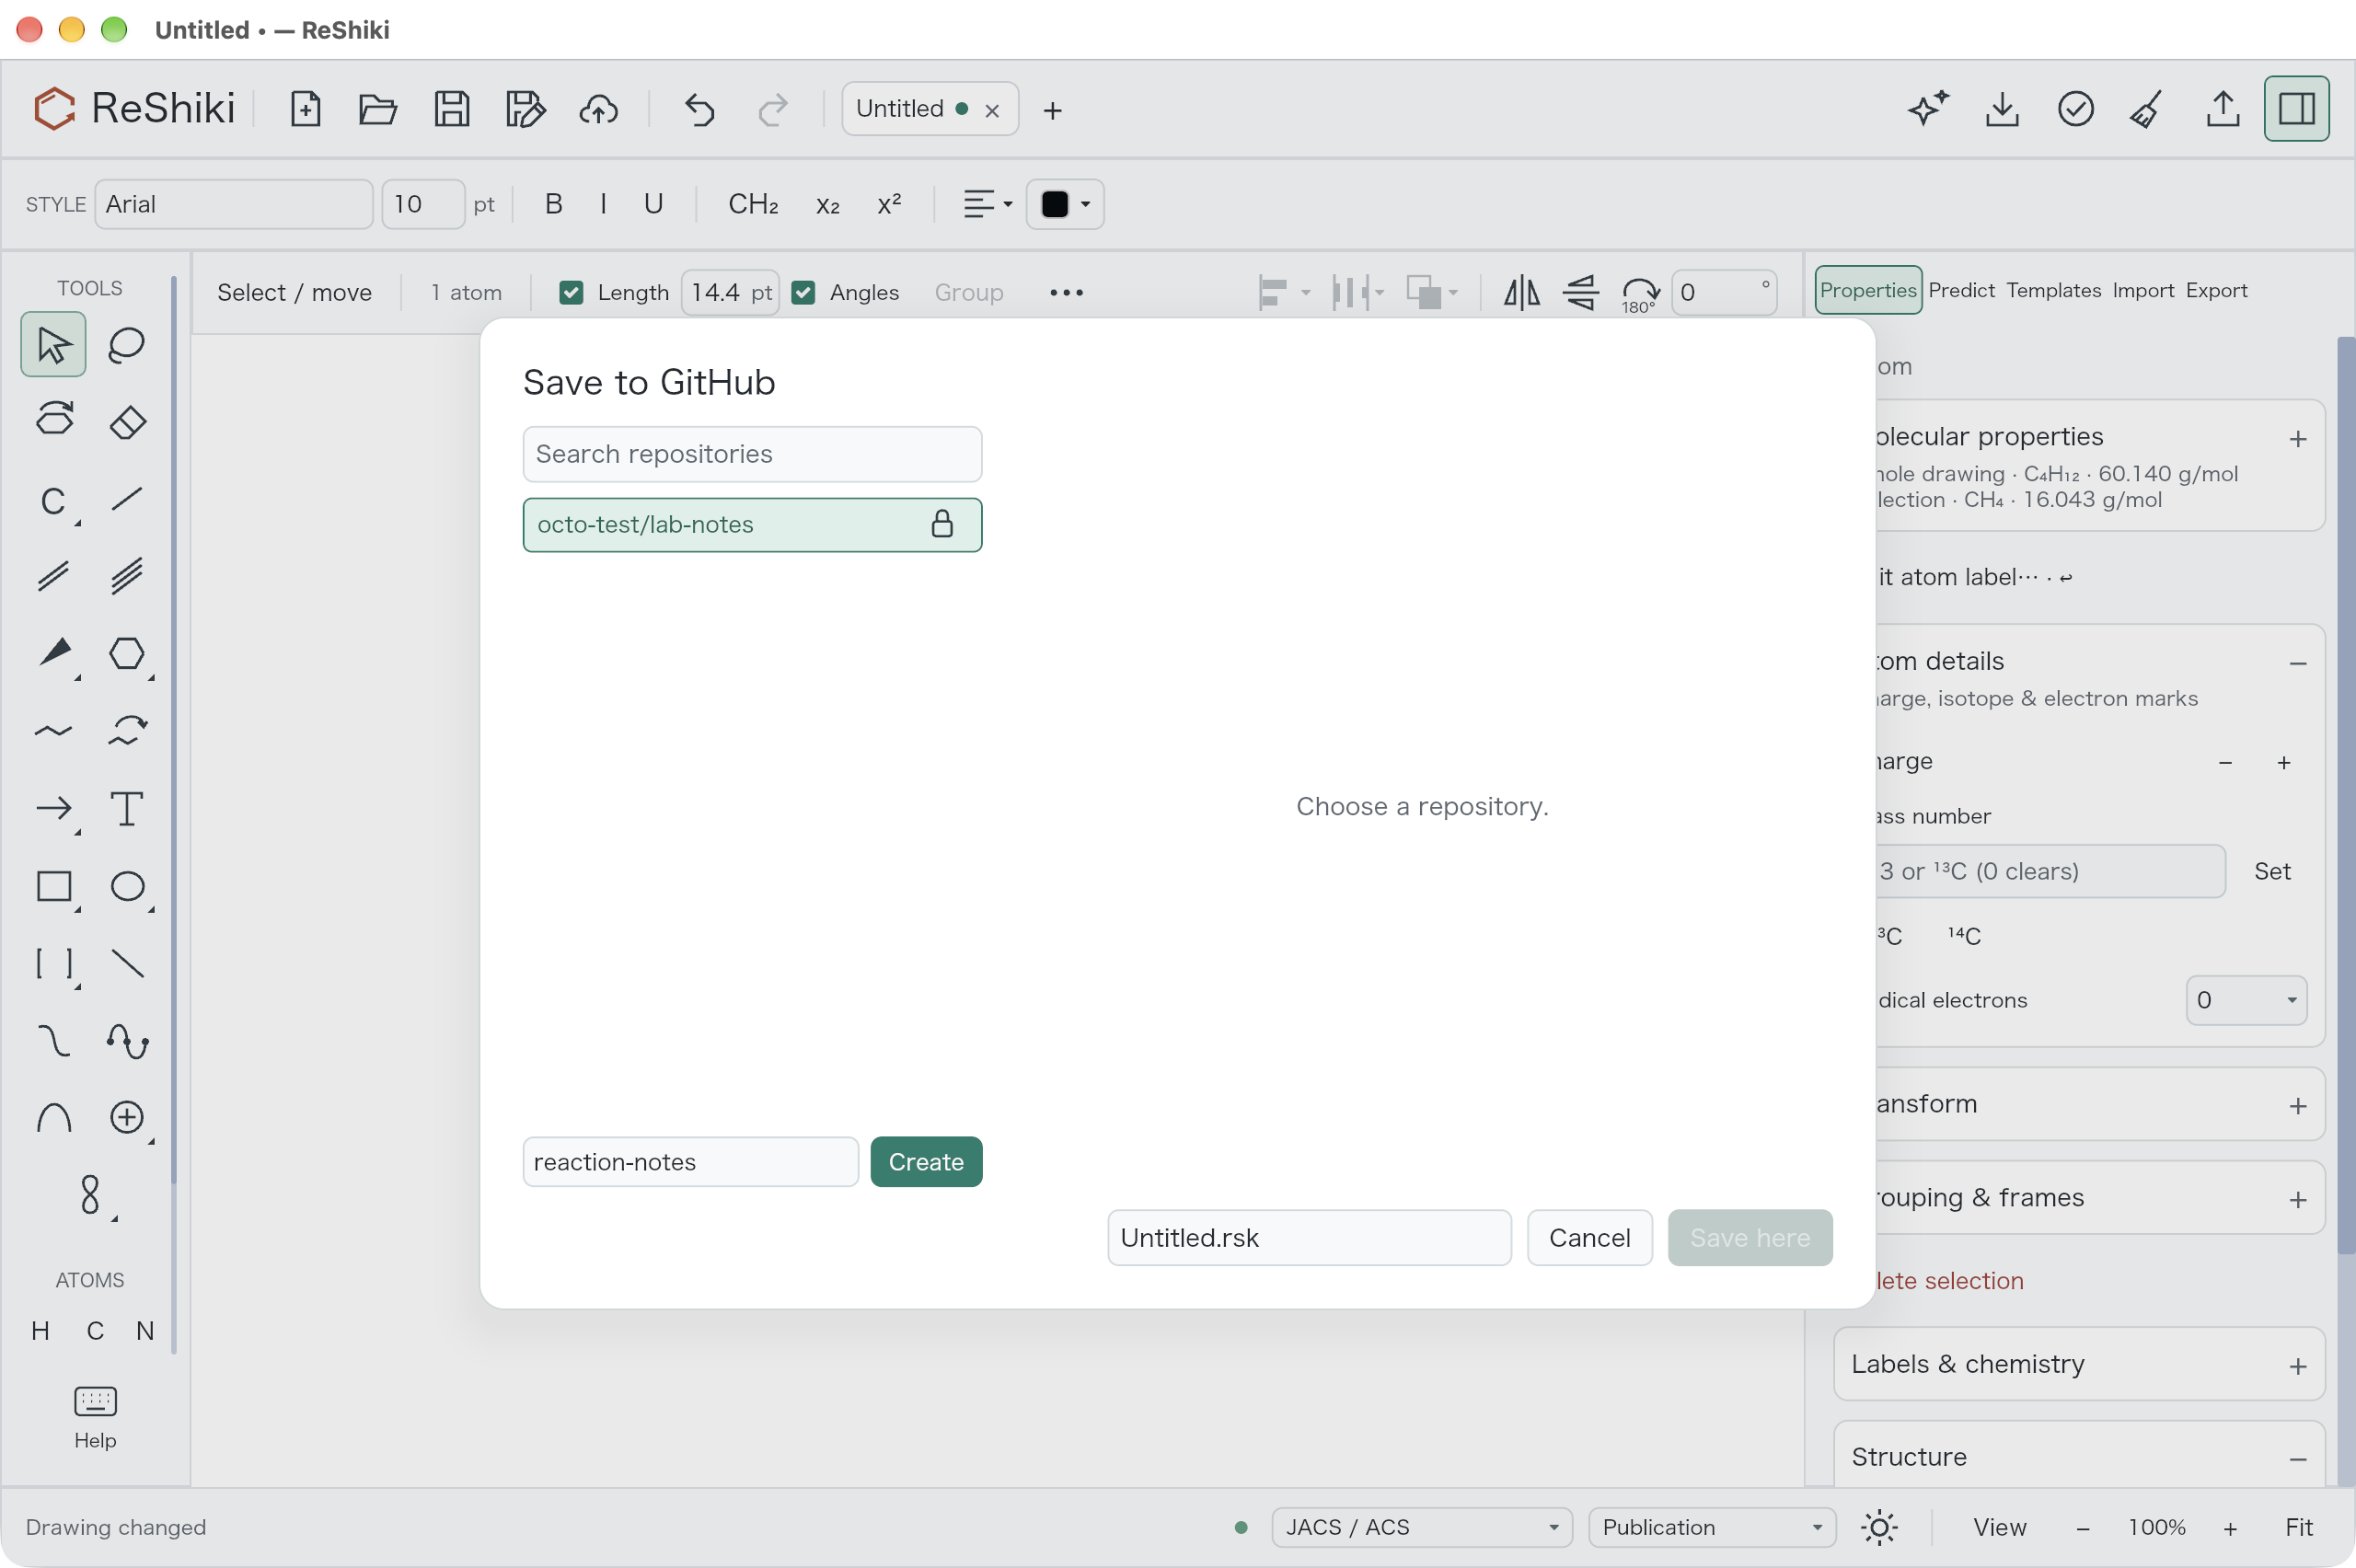 Untitled • — ReShiki
ReShiki
Untitled ● × +
STYLE Arial 10 pt B I U CH₂ x₂ x²
TOOLS
Select / move 1 atom Length 14.4 pt Angles Group ••• 180° 0 °
Properties Predict Templates Import Export
Save to GitHub
Search repositories
octo-test/lab-notes
Choose a repository.
reaction-notes Create
Untitled.rsk Cancel Save here
C
T
ATOMS
H C N
Help
om
olecular properties +
hole drawing · C₄H₁₂ · 60.140 g/mol
lection · CH₄ · 16.043 g/mol
it atom label··· · ↩
tom details −
arge, isotope & electron marks
harge − +
ass number
3 or ¹³C (0 clears) Set
³C ¹⁴C
dical electrons 0
ansform +
rouping & frames +
lete selection
Labels & chemistry +
Structure −
Drawing changed JACS / ACS Publication View − 100% + Fit